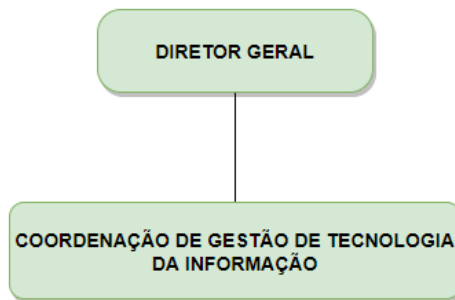 DIRETOR GERAL
COORDENAÇÃO DE GESTÃO DE TECNOLOGIA
DA INFORMAÇÃO